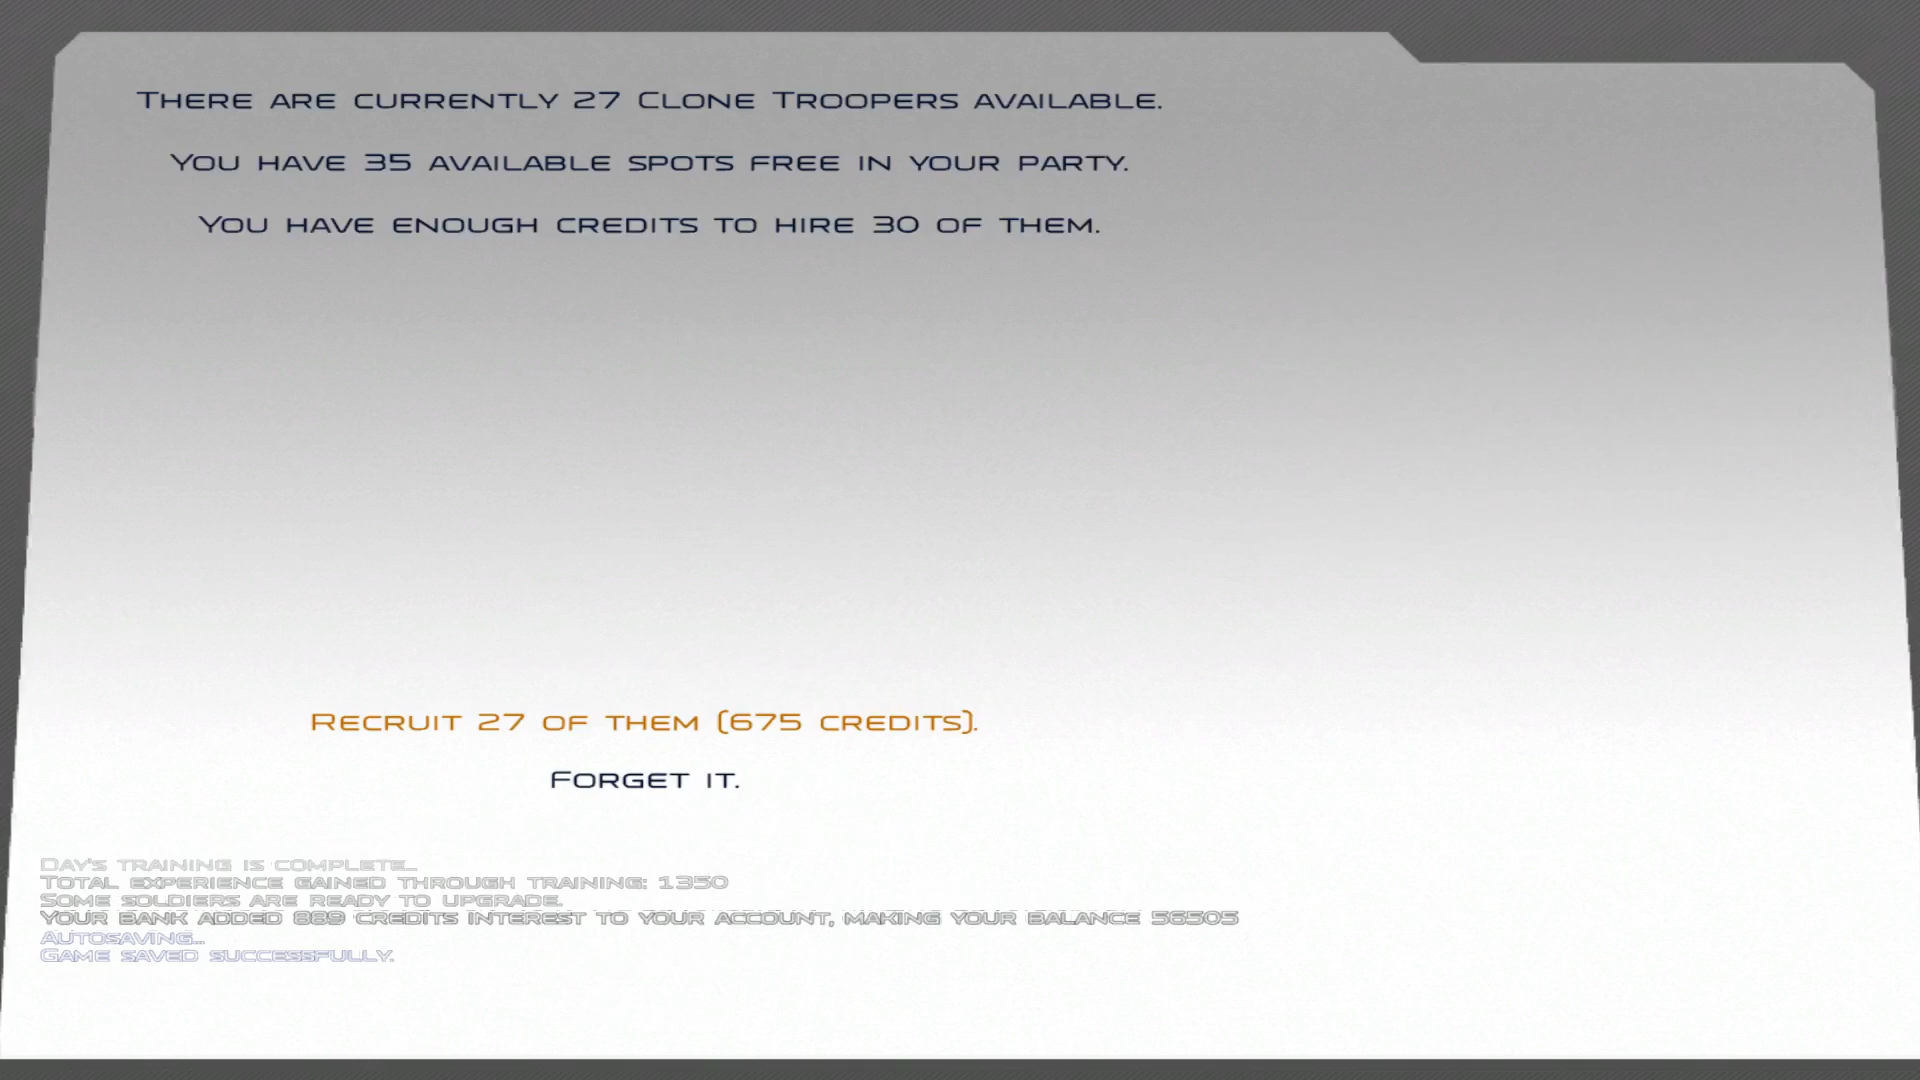 There are currently 27 Clone Troopers available.
You have 35 available spots free in your party.
You have enough credits to hire 30 of them.
Recruit 27 of them (675 credits).
Forget it.
Day's training is complete...
Total experience gained through training: 1350
Some soldiers are ready to upgrade.
Your bank added 889 credits interest to your account, making your balance 56505
Autosaving...
Game saved successfully.